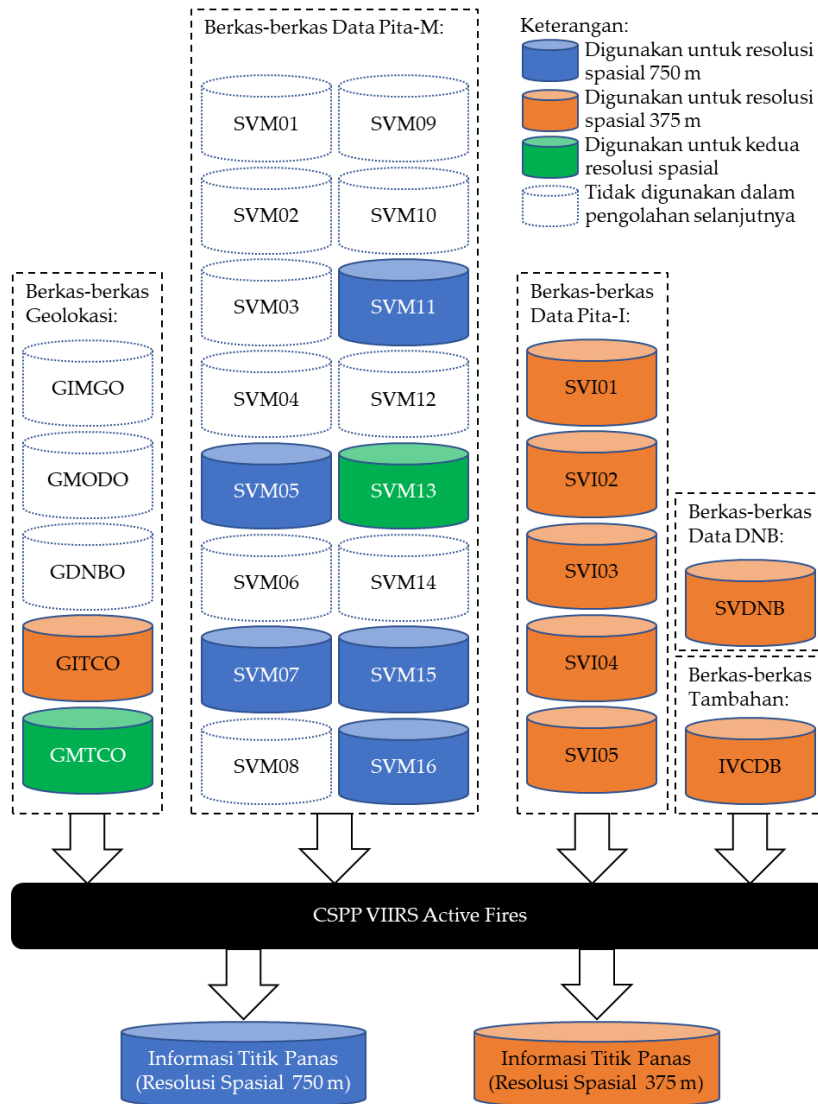 Berkas-berkas Data Pita-M:
SVM01
SVM09
SVM02
SVM10
SVM03
SVM11
SVM04
SVM12
SVM05
SVM13
SVM06
SVM14
SVM07
SVM15
SVM08
SVM16
Keterangan:
Digunakan untuk resolusi
spasial 750 m
Digunakan untuk resolusi
spasial 375 m
Digunakan untuk kedua
resolusi spasial
Tidak digunakan dalam
pengolahan selanjutnya
Berkas-berkas
Geolokasi:
GIMGO
GMODO
GDNBO
GITCO
GMTCO
Berkas-berkas
Data Pita-I:
SVI01
SVI02
SVI03
SVI04
SVI05
Berkas-berkas
Data DNB:
SVDNB
Berkas-berkas
Tambahan:
IVCDB
CSPP VIIRS Active Fires
Informasi Titik Panas
(Resolusi Spasial 750 m)
Informasi Titik Panas
(Resolusi Spasial 375 m)